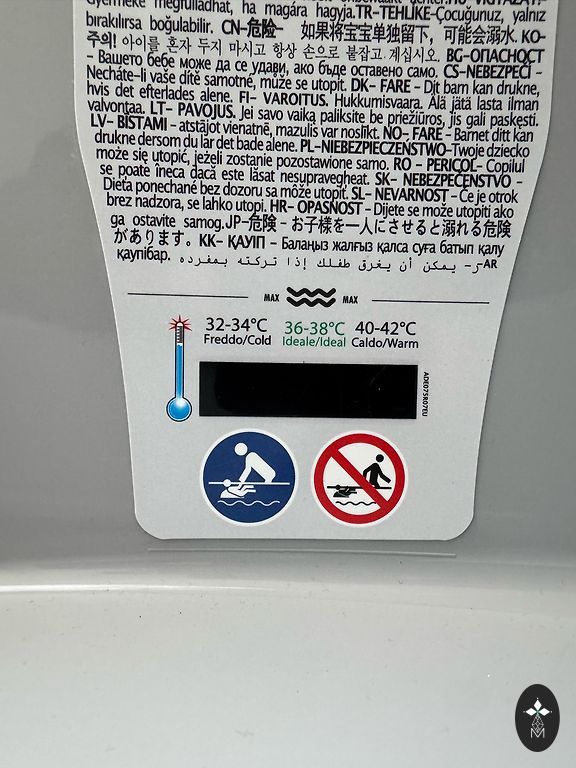 Gyermeke megfulladhat, ha magára hagyja.TR-TEHLIKE-Çocuğunuz, yalnız
bırakılırsa boğulabilir. CN-危险- 如果将宝宝单独留下，可能会溺水. KO-
주의! 아이를 혼자 두지 마시고 항상 손으로 붙잡고 계십시오. BG-ОПАСНОСТ
- Вашето бебе може да се удави, ако бъде оставено само. CS-NEBEZPEČÍ -
Necháte-li vaše dítě samotné, může se utopit. DK- FARE - Dit barn kan drukne,
hvis det efterlades alene. FI- VAROITUS. Hukkumisvaara. Älä jätä lasta ilman
valvontaa. LT- PAVOJUS. Jei savo vaiką paliksite be priežiūros, jis gali paskęsti.
LV- BĪSTAMI - atstājot vienatnē, mazulis var noslīkt. NO- FARE - Barnet ditt kan
drukne dersom du lar det bade alene. PL-NIEBEZPIECZEŃSTWO-Twoje dziecko
może się utopić, jeżeli zostanie pozostawione samo. RO - PERICOL- Copilul
se poate îneca dacă este lăsat nesupravegheat. SK- NEBEZPEČENSTVO -
Dieťa ponechané bez dozoru sa môže utopiť. SL- NEVARNOST - Če je otrok
brez nadzora, se lahko utopi. HR- OPASNOST - Dijete se može utopiti ako
ga ostavite samog.JP-危険 - お子様を一人にさせると溺れる危険
があります。KK- ҚАУІП - Балаңыз жалғыз қалса суға батып қалу
қаупібар. AR-ز- يمكن أن يغرق طفلك إذا تركته بمفرده
MAX MAX
32-34°C 36-38°C 40-42°C
Freddo/Cold Ideale/Ideal Caldo/Warm
ADE075R07EU
M